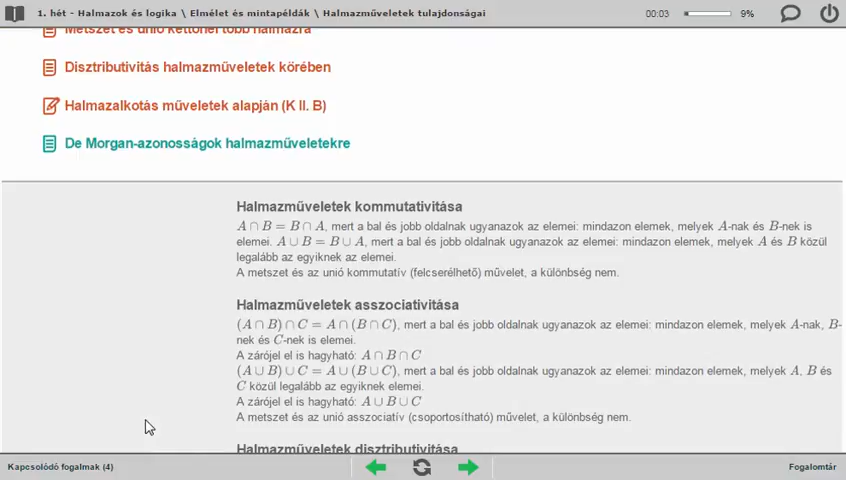 1. hét - Halmazok és logika \ Elmélet és mintapéldák \ Halmazműveletek tulajdonságai
00:03
9%
Metszet és unió kettőnél több halmazra
Disztributivitás halmazműveletek körében
Halmazalkotás műveletek alapján (K II. B)
De Morgan-azonosságok halmazműveletekre
Halmazműveletek kommutativitása
A ∩ B = B ∩ A, mert a bal és jobb oldalnak ugyanazok az elemei: mindazon elemek, melyek A-nak és B-nek is
elemei. A ∪ B = B ∪ A, mert a bal és jobb oldalnak ugyanazok az elemei: mindazon elemek, melyek A és B közül
legalább az egyiknek az elemei.
A metszet és az unió kommutatív (felcserélhető) művelet, a különbség nem.
Halmazműveletek asszociativitása
(A ∩ B) ∩ C = A ∩ (B ∩ C), mert a bal és jobb oldalnak ugyanazok az elemei: mindazon elemek, melyek A-nak, B-
nek és C-nek is elemei.
A zárójel el is hagyható: A ∩ B ∩ C
(A ∪ B) ∪ C = A ∪ (B ∪ C), mert a bal és jobb oldalnak ugyanazok az elemei: mindazon elemek, melyek A, B és
C közül legalább az egyiknek elemei.
A zárójel el is hagyható: A ∪ B ∪ C
A metszet és az unió asszociatív (csoportosítható) művelet, a különbség nem.
Halmazműveletek disztributivitása
Kapcsolódó fogalmak (4)
Fogalomtár